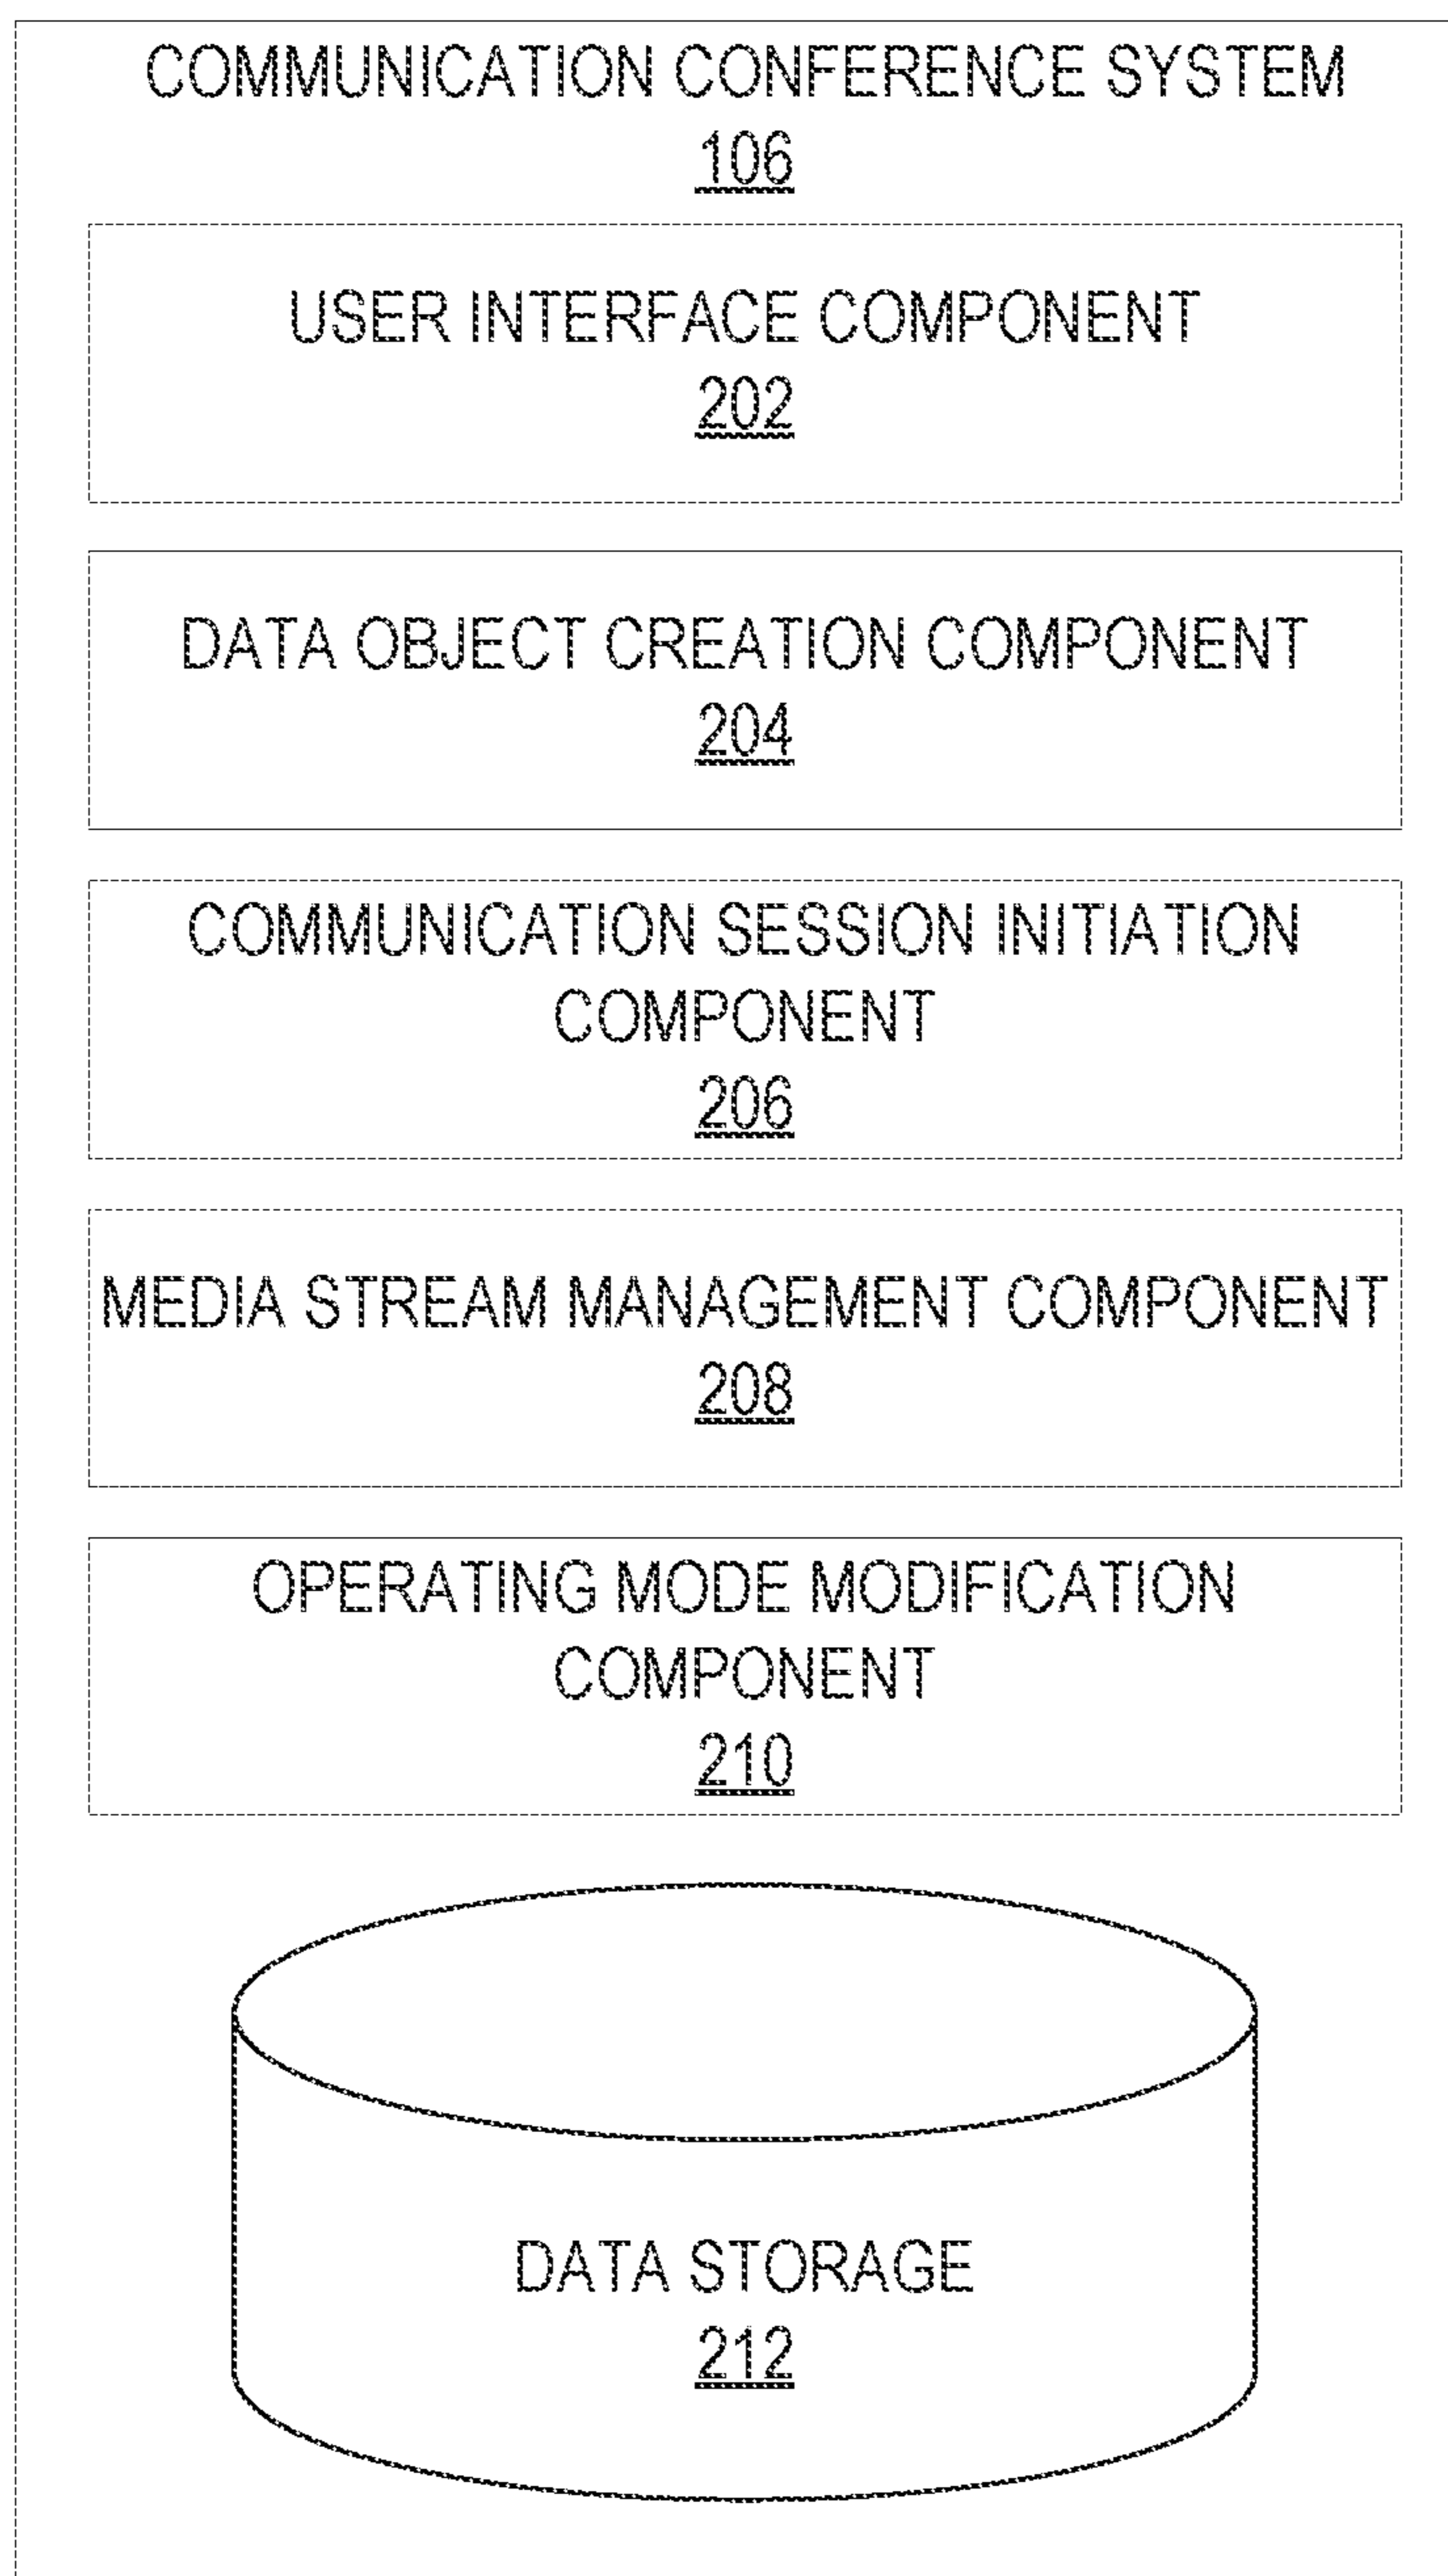 COMMUNICATION CONFERENCE SYSTEM
106
USER INTERFACE COMPONENT
202
DATA OBJECT CREATION COMPONENT
204
COMMUNICATION SESSION INITIATION
COMPONENT
206
MEDIA STREAM MANAGEMENT COMPONENT
208
OPERATING MODE MODIFICATION
COMPONENT
210
DATA STORAGE
212